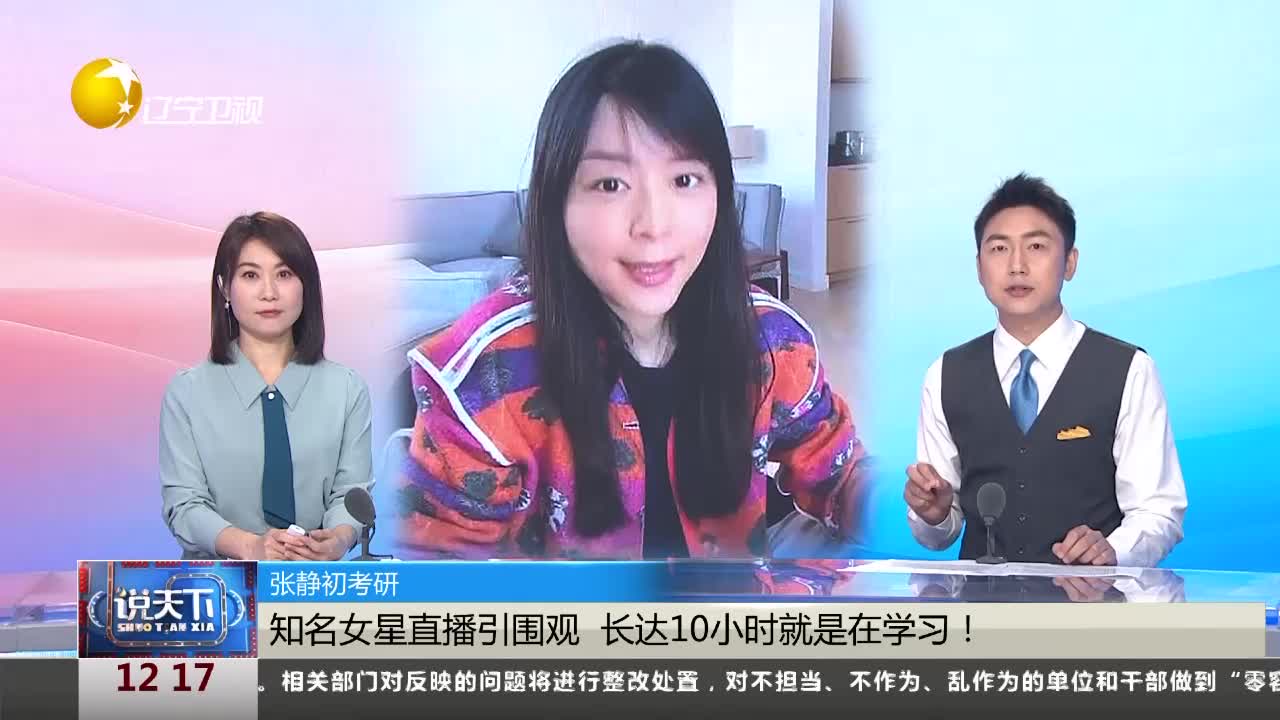 辽宁卫视
说天下
SHUO TIAN XIA
张静初考研
知名女星直播引围观 长达10小时就是在学习！
12 17
。相关部门对反映的问题将进行整改处置，对不担当、不作为、乱作为的单位和干部做到“零容